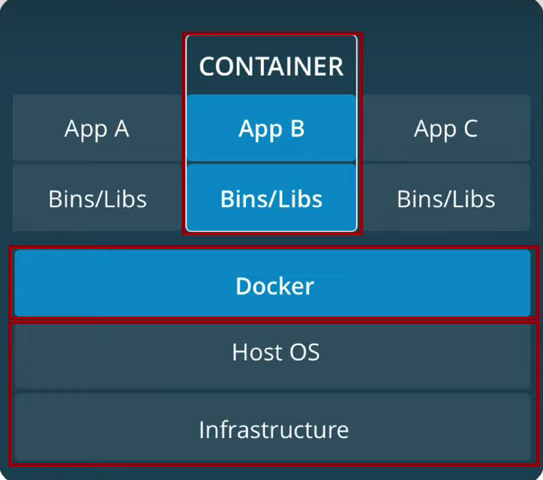 CONTAINER
App A
App B
App C
Bins/Libs
Bins/Libs
Bins/Libs
Docker
Host OS
Infrastructure